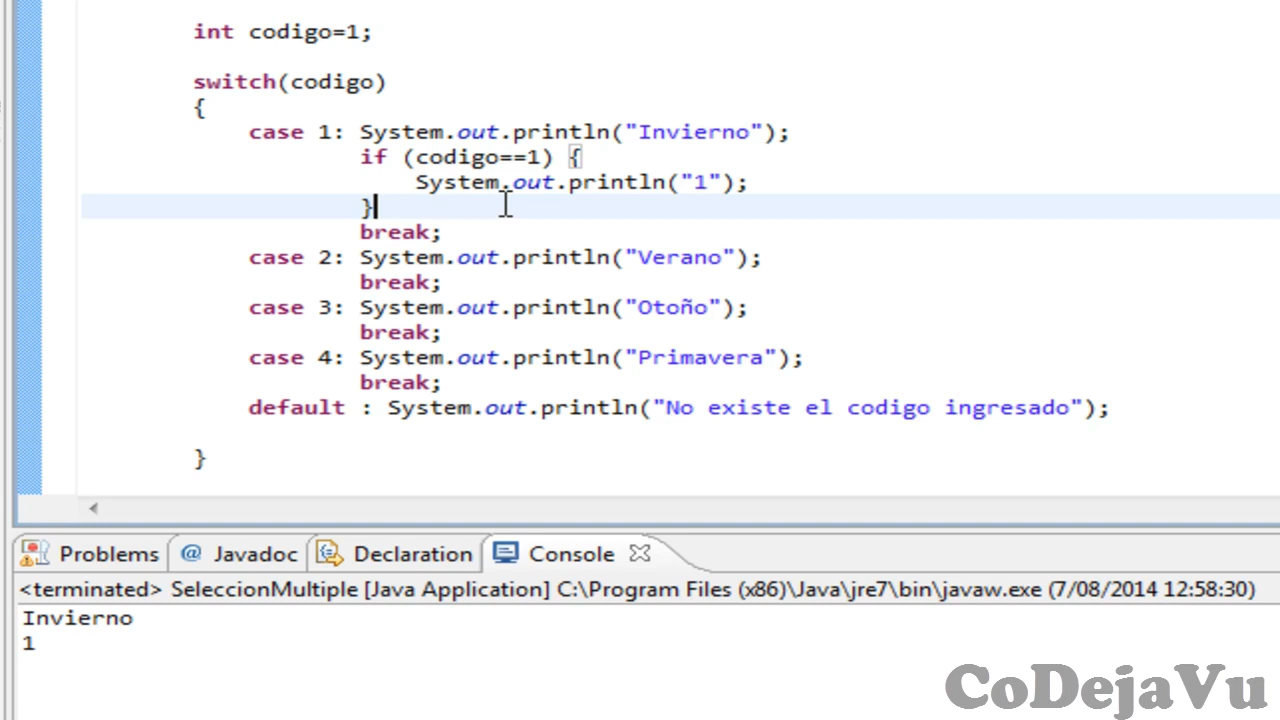 int codigo=1;
switch(codigo)
{
case 1: System.out.println("Invierno");
if (codigo==1) {
System.out.println("1");
}
break;
case 2: System.out.println("Verano");
break;
case 3: System.out.println("Otoño");
break;
case 4: System.out.println("Primavera");
break;
default : System.out.println("No existe el codigo ingresado");
}
Problems @ Javadoc Declaration Console
<terminated> SeleccionMultiple [Java Application] C:\Program Files (x86)\Java\jre7\bin\javaw.exe (7/08/2014 12:58:30)
Invierno
1
CoDejaVu